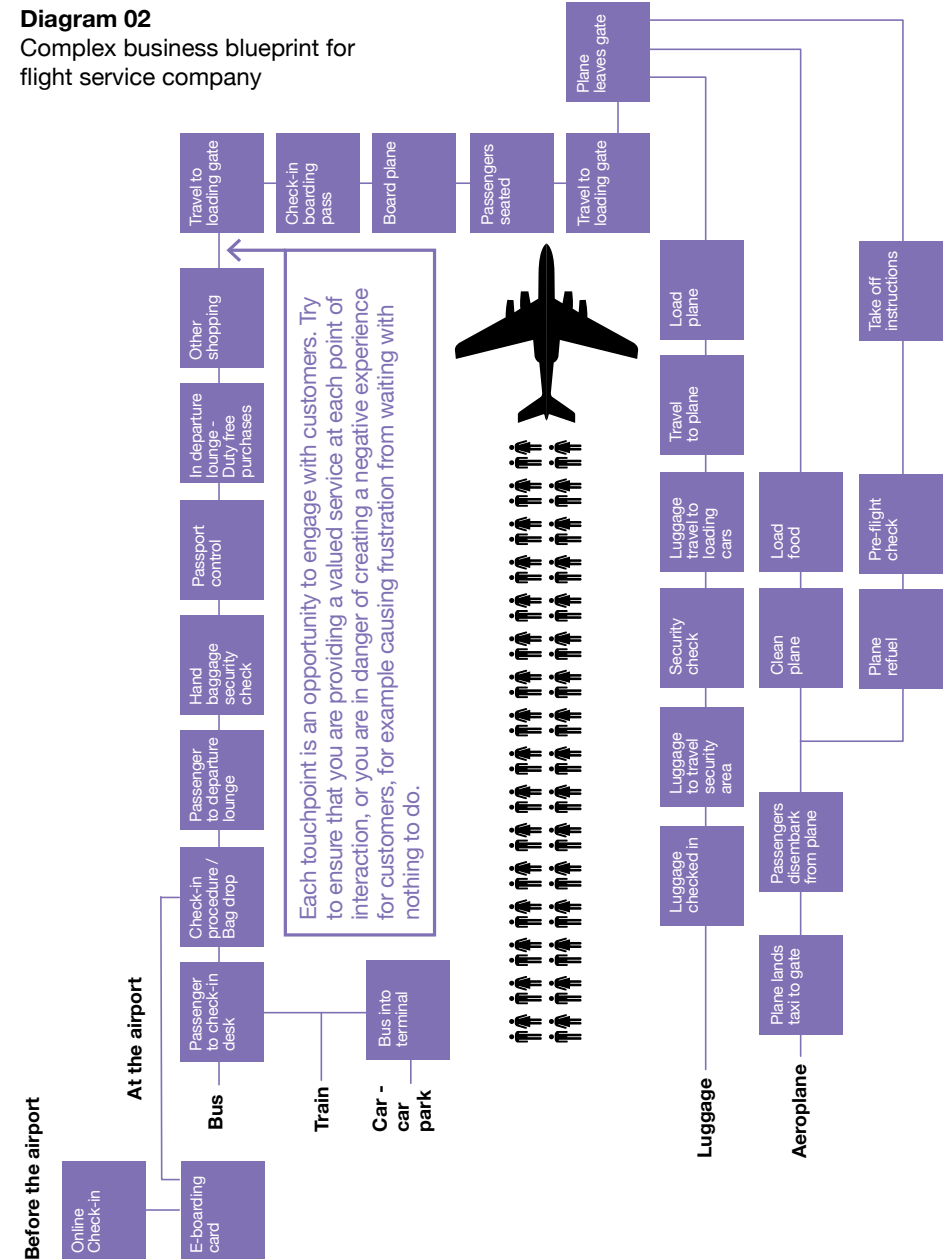 Diagram 02
Complex business blueprint for
flight service company
Before the airport
Online
Check-in
E-boarding
card
At the airport
Bus
Train
Car -
car
park
Bus into
terminal
Passenger
to check-in
desk
Check-in
procedure /
Bag drop
Passenger
to departure
lounge
Hand
baggage
security
check
Passport
control
In departure
lounge -
Duty free
purchases
Other
shopping
Travel to
loading gate
Check-in
boarding
pass
Board plane
Passengers
seated
Travel to
loading gate
Plane
leaves gate
Each touchpoint is an opportunity to engage with customers. Try
to ensure that you are providing a valued service at each point of
interaction, or you are in danger of creating a negative experience
for customers, for example causing frustration from waiting with
nothing to do.
Luggage
Luggage
checked in
Luggage
to travel
security
area
Security
check
Luggage
travel to
loading
cars
Travel
to plane
Load
plane
Aeroplane
Plane lands
taxi to gate
Passengers
disembark
from plane
Clean
plane
Load
food
Plane
refuel
Pre-flight
check
Take off
instructions